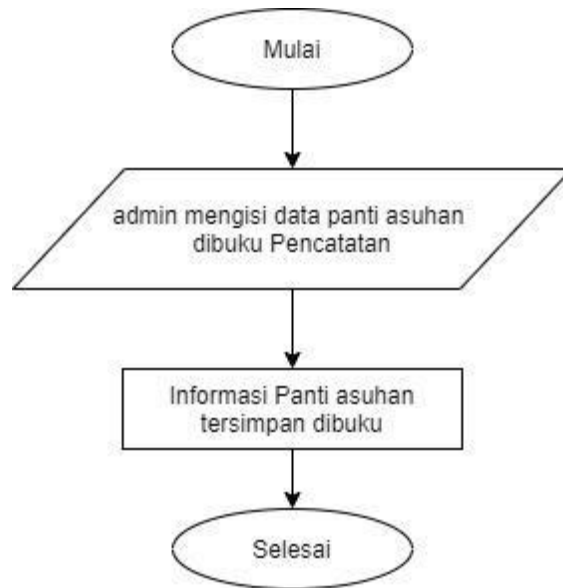 Mulai
admin mengisi data panti asuhan
dibuku Pencatatan
Informasi Panti asuhan
tersimpan dibuku
Selesai